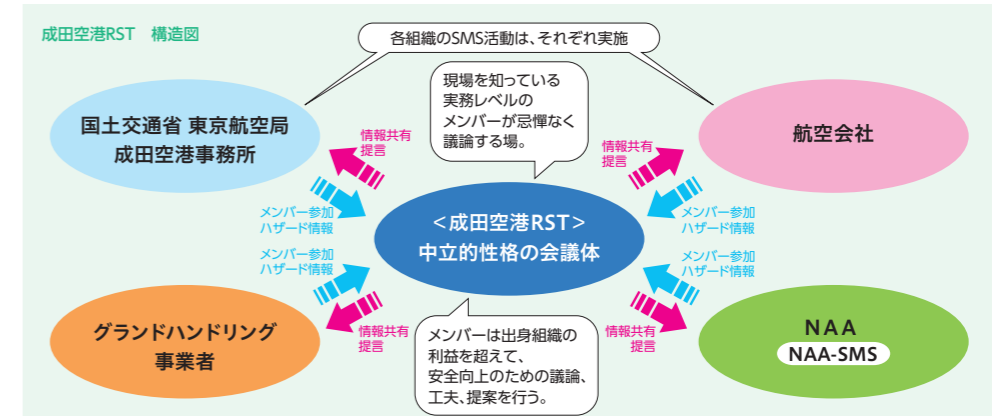 成田空港RST　構造図
各組織のSMS活動は、それぞれ実施
現場を知っている
実務レベルの
メンバーが忌憚なく
議論する場。
国土交通省 東京航空局
成田空港事務所
情報共有
提言
情報共有
提言
航空会社
メンバー参加
ハザード情報
メンバー参加
ハザード情報
＜成田空港RST＞
中立的性格の会議体
メンバー参加
ハザード情報
メンバー参加
ハザード情報
グランドハンドリング
事業者
情報共有
提言
メンバーは出身組織の
利益を超えて、
安全向上のための議論、
工夫、提案を行う。
情報共有
提言
NAA
NAA-SMS